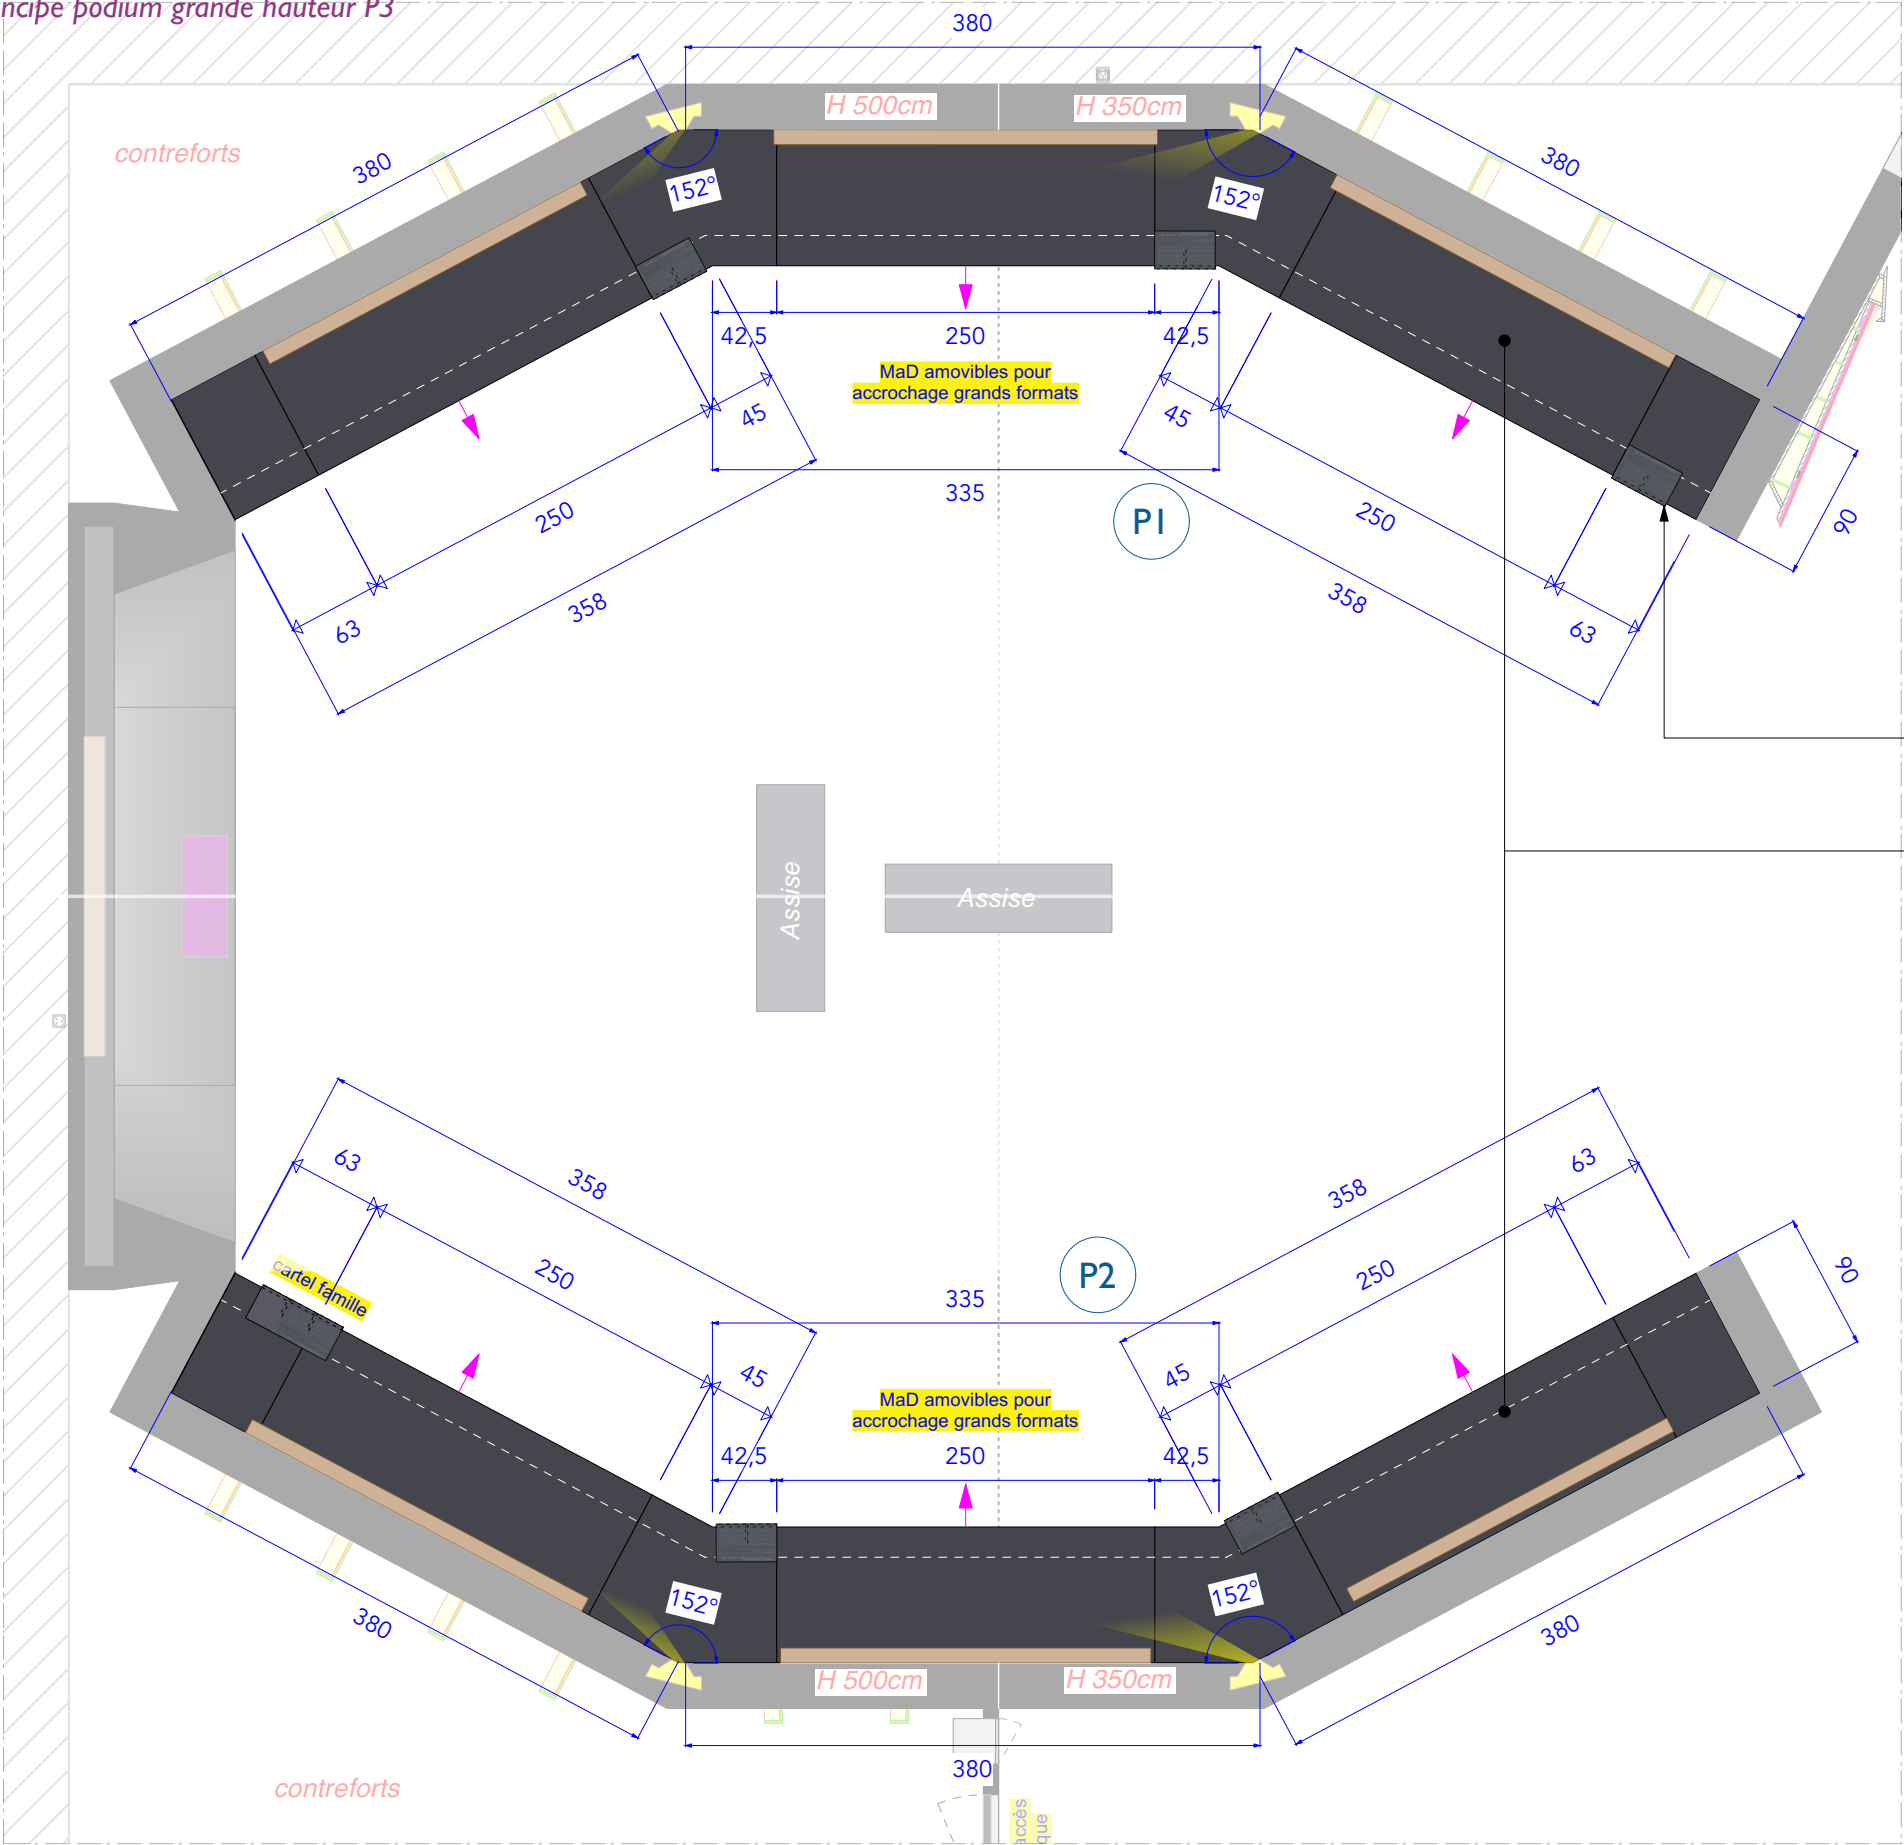 ncipe podium grande hauteur P3
380
H 500cm
H 350cm
contreforts
380
380
152°
152°
42,5
250
42,5
MaD amovibles pour
accrochage grands formats
45
45
335
P1
250
250
90
358
358
63
63
Assise
Assise
63
358
358
63
250
250
90
cartel famille
335
P2
45
45
MaD amovibles pour
accrochage grands formats
42,5
250
42,5
152°
152°
380
380
H 500cm
H 350cm
380
contreforts
accès
que